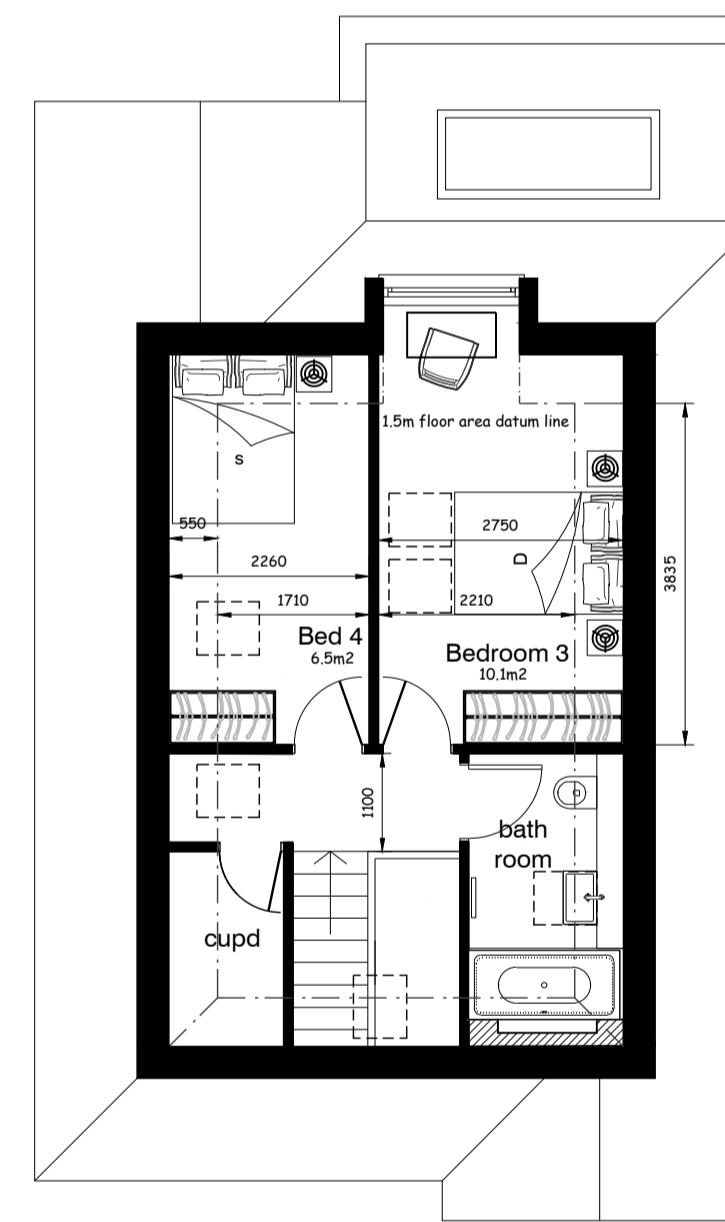 1.5m floor area datum line
s
550
2750
D
2260
3835
1710
2210
Bed 4
6.5m2
Bedroom 3
10.1m2
1100
bath
room
cupd